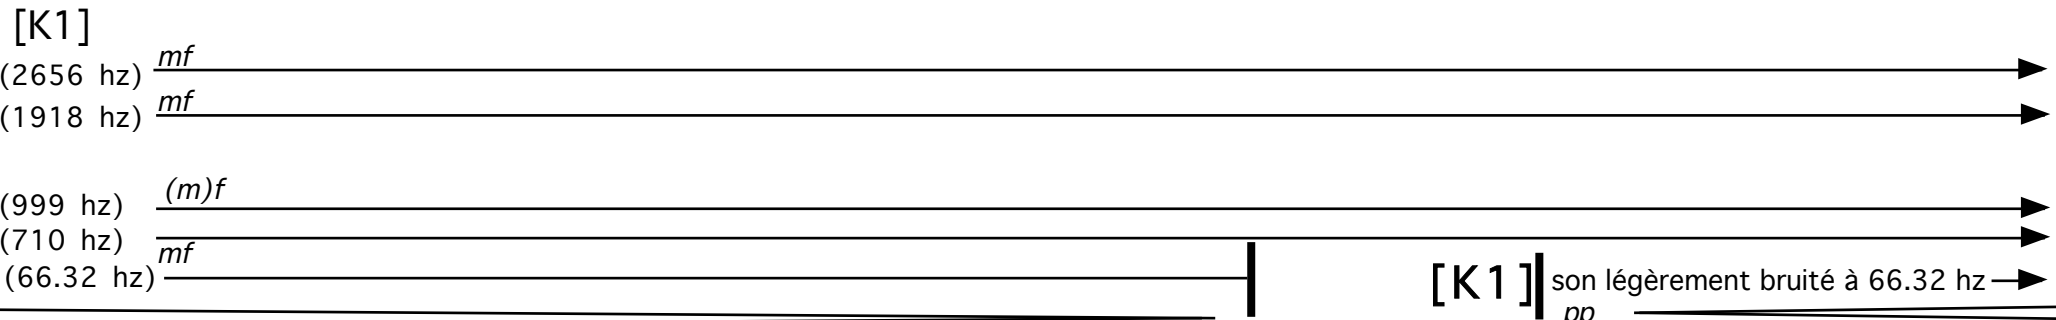 [K1]
(2656 hz) mf
(1918 hz) mf
(999 hz) (m)f
(710 hz)
(66.32 hz) mf
[K1] son légèrement bruité à 66.32 hz
pp